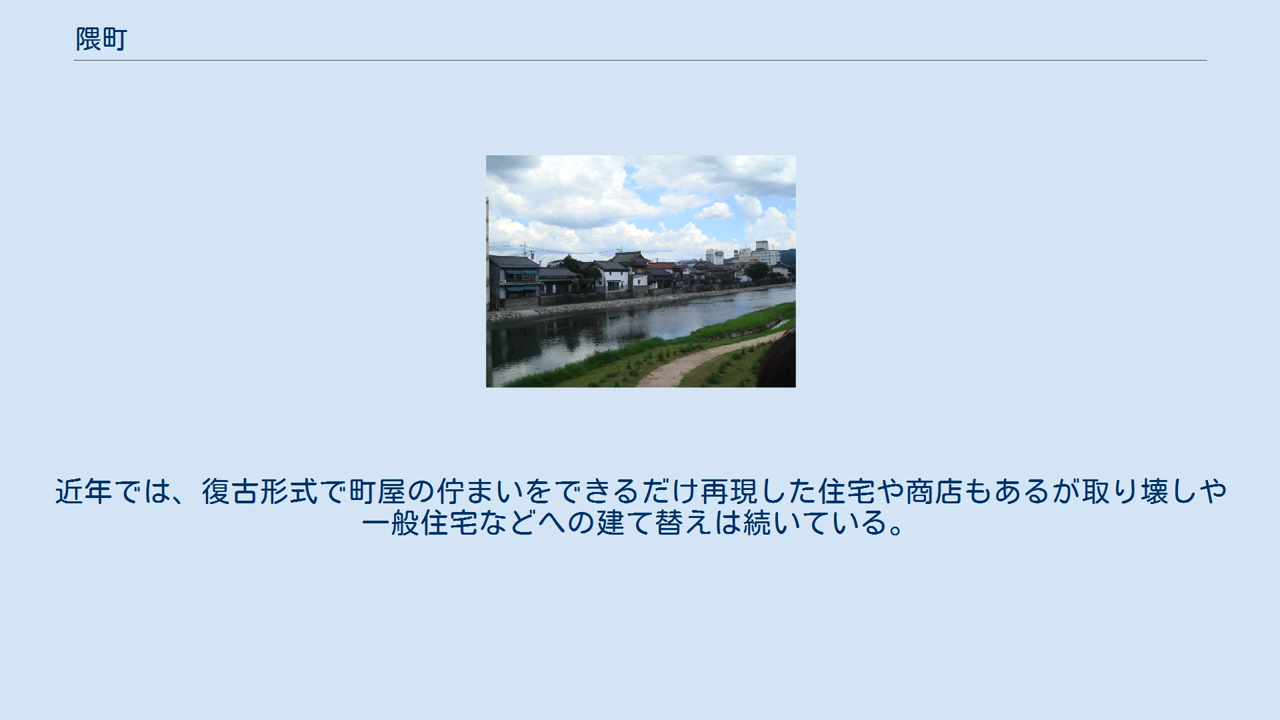 隈町
近年では、復古形式で町屋の佇まいをできるだけ再現した住宅や商店もあるが取り壊しや
一般住宅などへの建て替えは続いている。